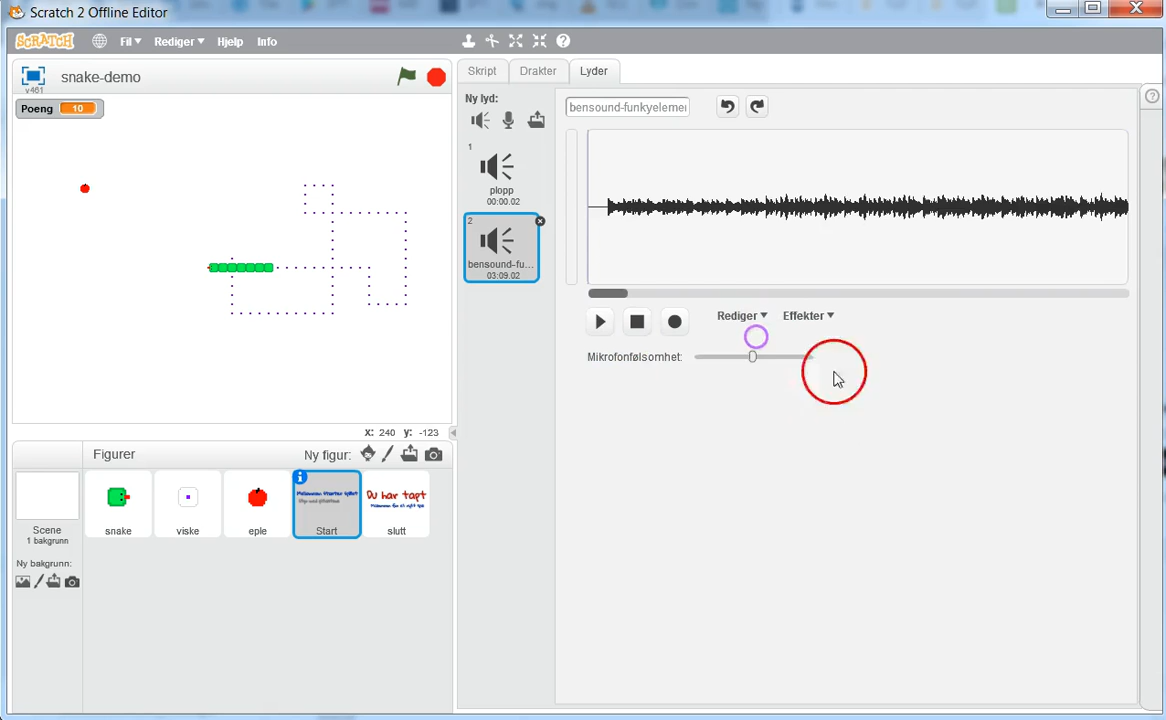 Scratch 2 Offline Editor
SCRATCH
Fil Rediger Hjelp Info
v461
snake-demo
Poeng 10
x: 240 y: -123
Skript Drakter Lyder
Ny lyd:
1
plopp
00:00.02
2
bensound-fu...
03:09.02
bensound-funkyelemei
Rediger Effekter
Mikrofonfølsomhet:
Figurer
Ny figur:
Scene
1 bakgrunn
Ny bakgrunn:
snake
viske
eple
Start
Du har tapt
slutt